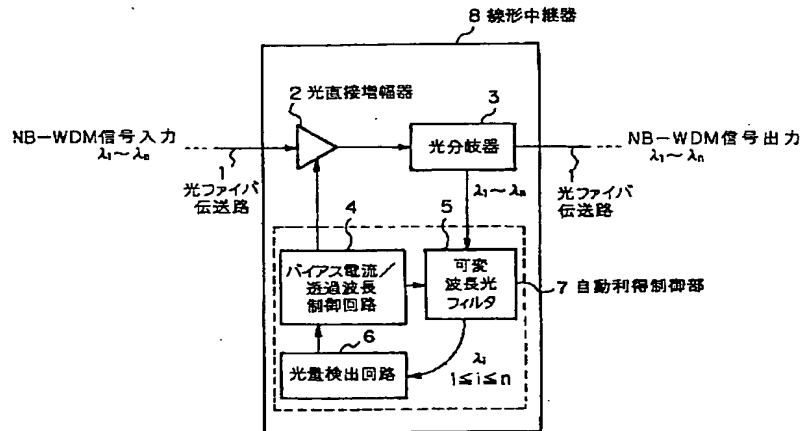 8 線形中継器
2 光直接増幅器
3
NB-WDM信号入力
λ₁~λₙ
光分岐器
NB-WDM信号出力
λ₁~λₙ
1
光ファイバ
伝送路
λ₁~λₙ
1
光ファイバ
伝送路
4
5
バイアス電流/
透過波長
制御回路
可変
波長光
フィルタ
7 自動利得制御部
6
光量検出回路
λᵢ
1≤i≤n